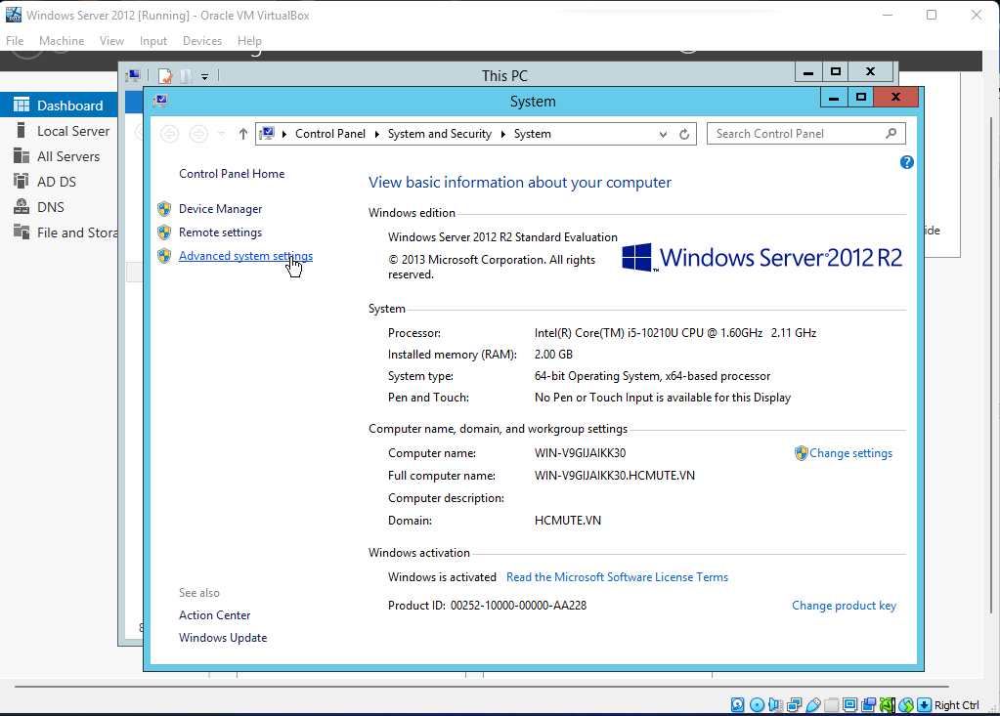 Windows Server 2012 [Running] - Oracle VM VirtualBox
File Machine View Input Devices Help
This PC
System
Dashboard
Local Server
All Servers
AD DS
DNS
File and Stora
Control Panel System and Security System
Search Control Panel
Control Panel Home
Device Manager
Remote settings
Advanced system settings
See also
Action Center
Windows Update
View basic information about your computer
Windows edition
Windows Server 2012 R2 Standard Evaluation
© 2013 Microsoft Corporation. All rights
reserved.
Windows Server 2012 R2
System
Processor: Intel(R) Core(TM) i5-10210U CPU @ 1.60GHz 2.11 GHz
Installed memory (RAM): 2.00 GB
System type: 64-bit Operating System, x64-based processor
Pen and Touch: No Pen or Touch Input is available for this Display
Computer name, domain, and workgroup settings
Computer name: WIN-V9GIJAIKK30
Change settings
Full computer name: WIN-V9GIJAIKK30.HCMUTE.VN
Computer description:
Domain: HCMUTE.VN
Windows activation
Windows is activated Read the Microsoft Software License Terms
Product ID: 00252-10000-00000-AA228
Change product key
ide
Right Ctrl